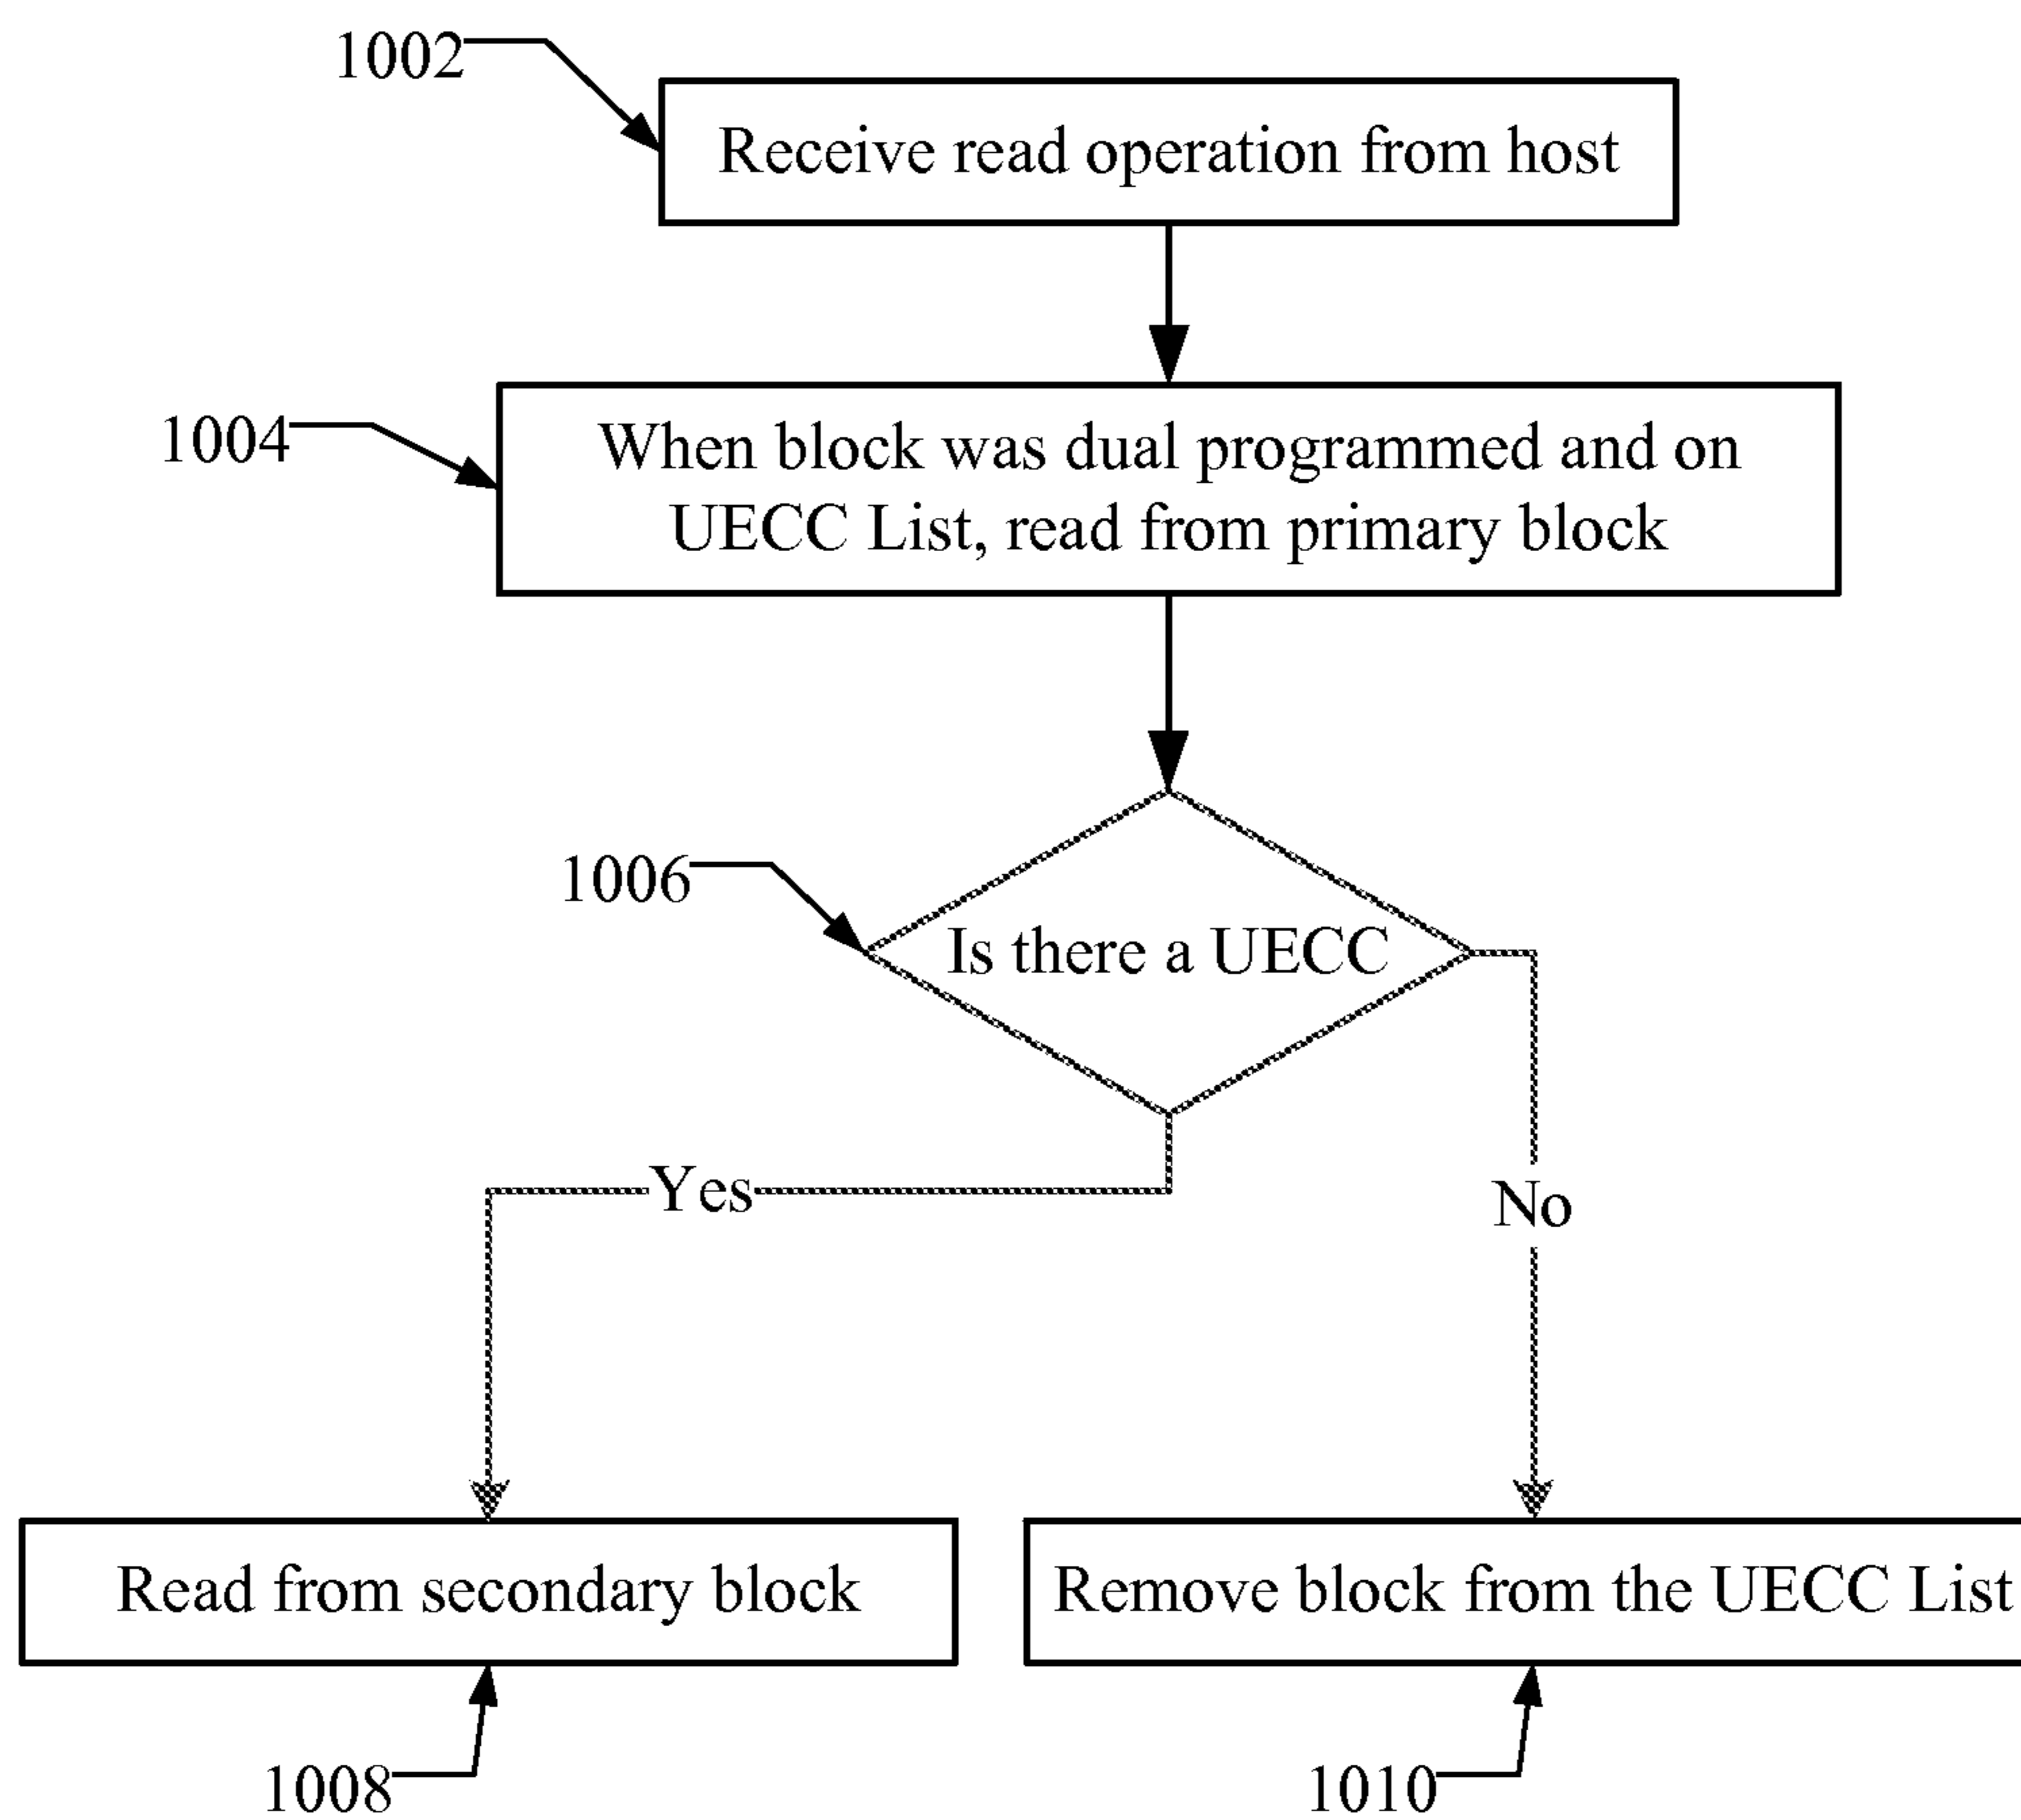 1002
Receive read operation from host
1004
When block was dual programmed and on
UECC List, read from primary block
1006
Is there a UECC
Yes
No
Read from secondary block
Remove block from the UECC List
1008
1010